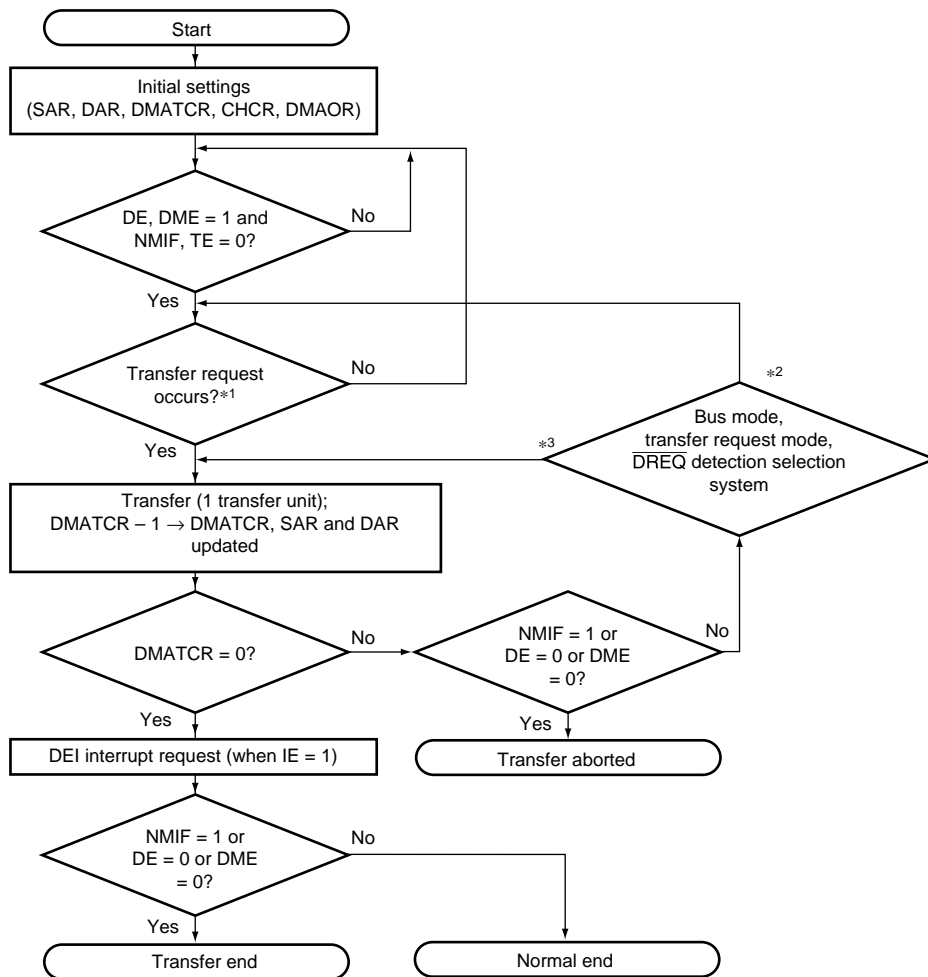 Start
Initial settings
(SAR, DAR, DMATCR, CHCR, DMAOR)
DE, DME = 1 and
NMIF, TE = 0?
No
Yes
Transfer request
occurs?*1
No
Yes
*2
Bus mode,
transfer request mode,
DREQ detection selection
system
*3
Transfer (1 transfer unit);
DMATCR – 1 → DMATCR, SAR and DAR
updated
DMATCR = 0?
No
Yes
NMIF = 1 or
DE = 0 or DME
= 0?
No
Yes
Transfer aborted
DEI interrupt request (when IE = 1)
NMIF = 1 or
DE = 0 or DME
= 0?
No
Yes
Transfer end
Normal end